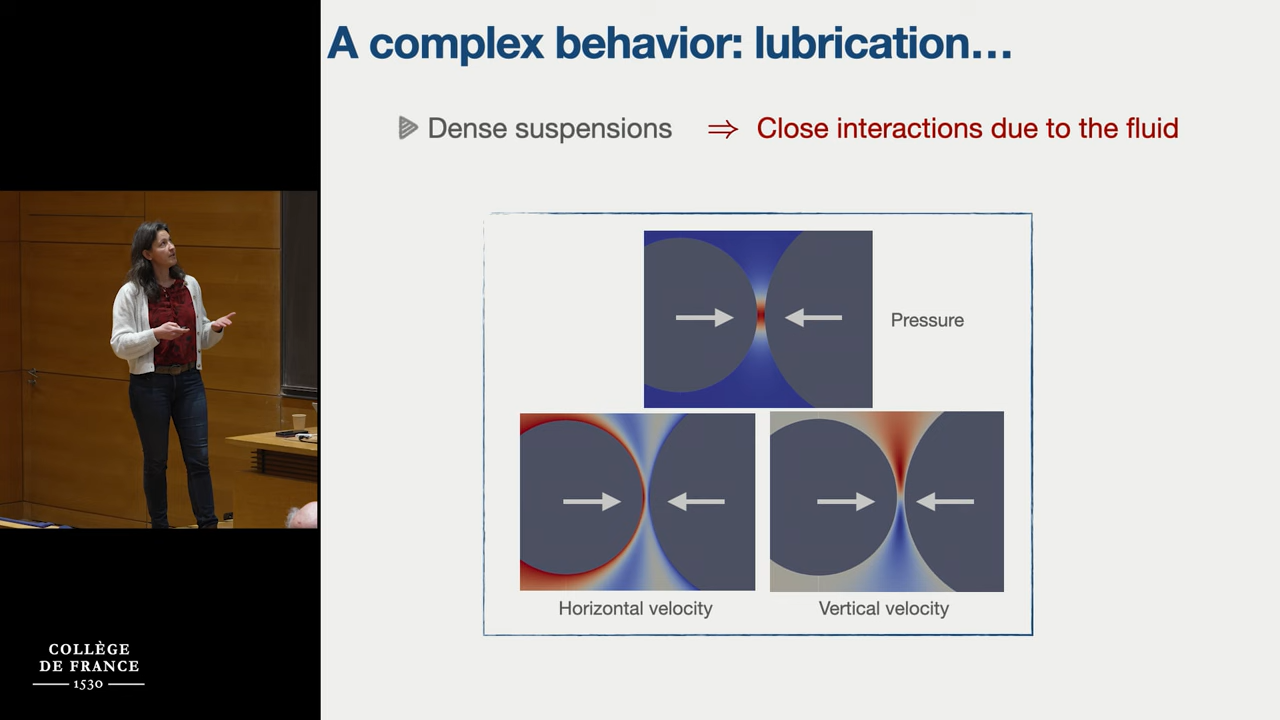 A complex behavior: lubrication...
Dense suspensions ⇒ Close interactions due to the fluid
Pressure
Horizontal velocity
Vertical velocity
COLLÈGE
DE FRANCE
1530